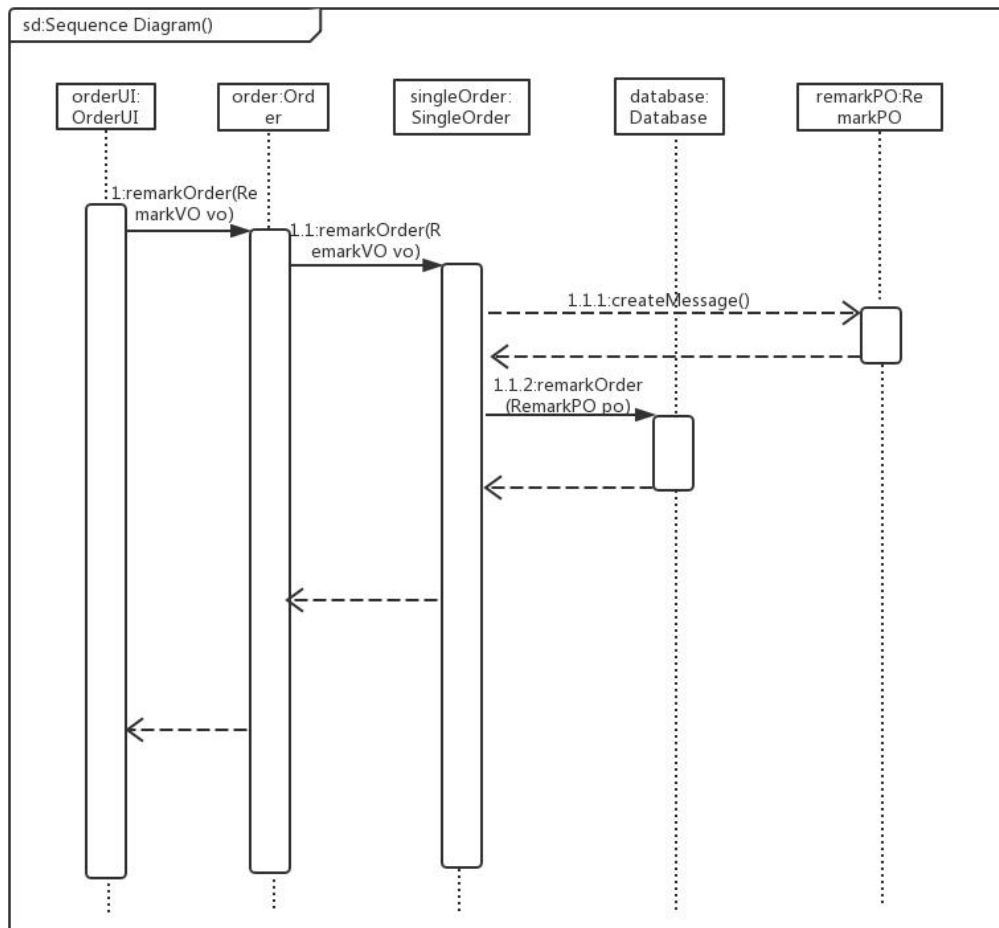 sd:Sequence Diagram()
orderUI:
OrderUI
order:Ord
er
singleOrder:
SingleOrder
database:
Database
remarkPO:Re
markPO
1:remarkOrder(Re
markVO vo)
1.1:remarkOrder(R
emarkVO vo)
1.1.1:createMessage()
1.1.2:remarkOrder
(RemarkPO po)